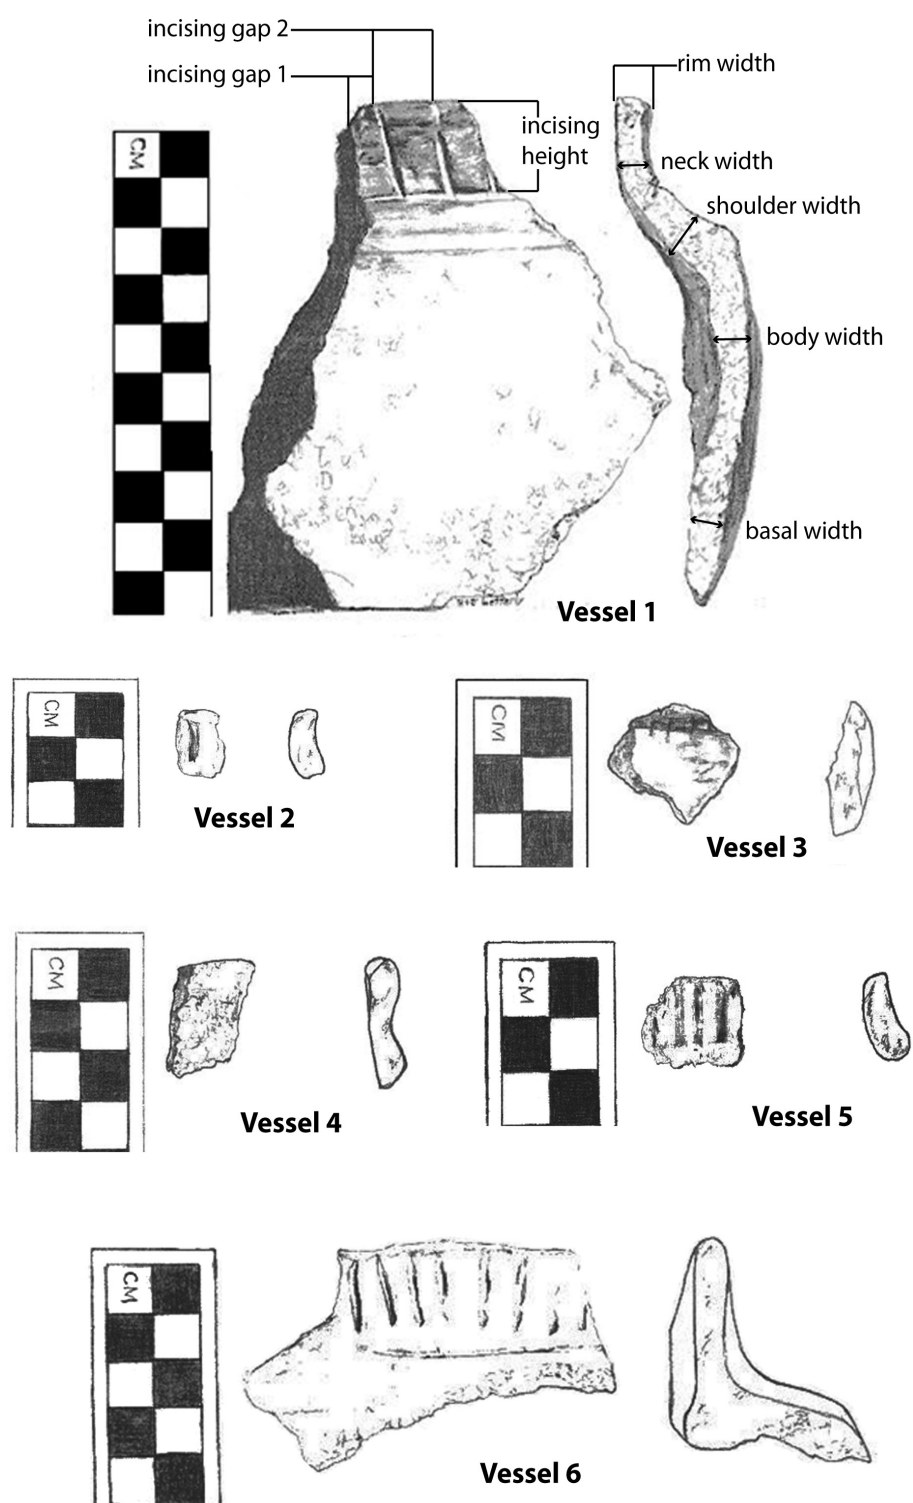 incising gap 2
incising gap 1
rim width
incising
height
neck width
CM
shoulder width
body width
basal width
Vessel 1
CM
CM
Vessel 2
Vessel 3
CM
CM
Vessel 4
Vessel 5
CM
Vessel 6